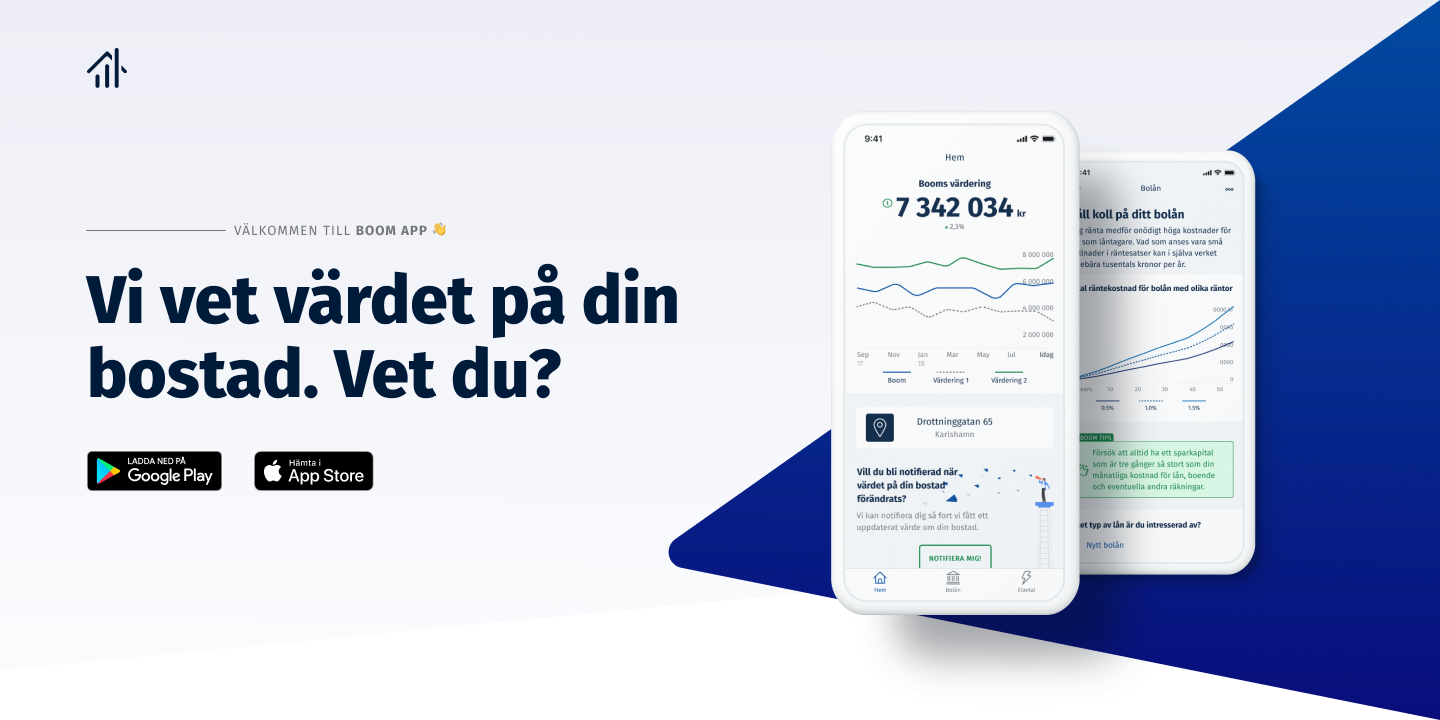 VÄLKOMMEN TILL BOOM APP 👋
Vi vet värdet på din
bostad. Vet du?
LADDA NED PÅ
Google Play
Hämta i
App Store
9:41
Hem
Booms värdering
7 342 034 kr
2,3%
8 000 000
6 000 000
4 000 000
2 000 000
Sep Nov Jan Mar May Jul Idag
17 18
Boom Värdering 1 Värdering 2
Drottninggatan 65
Karlshamn
Vill du bli notifierad när
värdet på din bostad
förändrats?
Vi kan notifiera dig så fort vi fått ett
uppdaterat värde om din bostad.
NOTIFIERA MIG!
Hem Bolån Elavtal
:41
Bolån
ll koll på ditt bolån
g ränta medför onödigt höga kostnader för
som låntagare. Vad som anses vara små
llnader i räntesatser kan i själva verket
ebära tusentals kronor per år.
al räntekostnad för bolån med olika räntor
0000
0000
0000
0000
0
10 20 30 40 50
0.5% 1.0% 1.5%
BOOM TIPS
Försök att alltid ha ett sparkapital
som är tre gånger så stort som din
månatliga kostnad för lån, boende
och eventuella andra räkningar.
et typ av lån är du intresserad av?
Nytt bolån